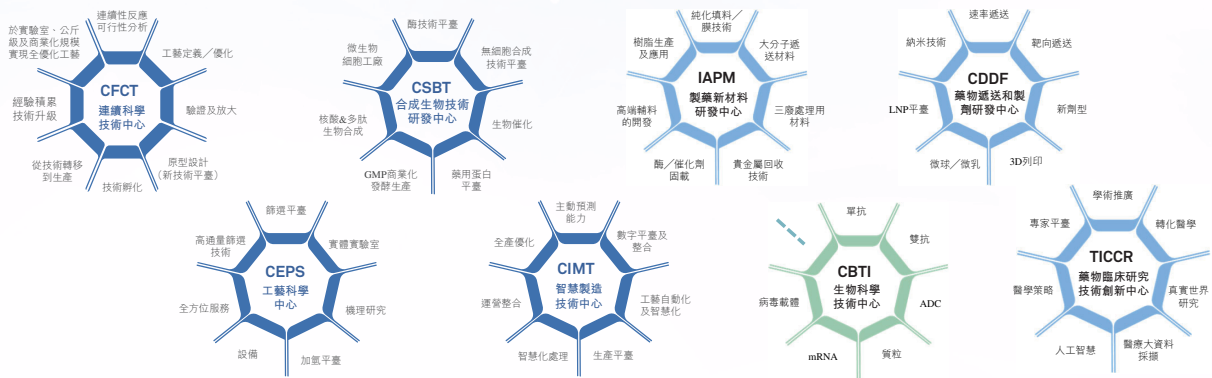 連續性反應
可行性分析
於實驗室、公斤
級及商業化規模
實現全優化工藝
工藝定義／優化
CFCT
連續科學
技術中心
經驗積累
技術升級
驗證及放大
從技術轉移
到生產
原型設計
（新技術平臺）
技術孵化
酶技術平臺
微生物
細胞工廠
無細胞合成
技術平臺
CSBT
合成生物技術
研發中心
核酸&多肽
生物合成
生物催化
GMP商業化
發酵生產
藥用蛋白
平臺
純化填料／
膜技術
樹脂生產
及應用
大分子遞
送材料
IAPM
製藥新材料
研發中心
高端輔料
的開發
三廢處理用
材料
酶／催化劑
固載
貴金屬回收
技術
速率遞送
納米技術
靶向遞送
CDDF
藥物遞送和製
劑研發中心
LNP平臺
新劑型
微球／微乳
3D列印
篩選平臺
高通量篩選
技術
實體實驗室
CEPS
工藝科學
中心
全方位服務
機理研究
設備
加氫平臺
主動預測
能力
全產優化
數字平臺及
整合
CIMT
智慧製造
技術中心
運營整合
工藝自動化
及智慧化
智慧化處理
生產平臺
單抗
雙抗
CBTI
生物科學
技術中心
病毒載體
ADC
mRNA
質粒
學術推廣
專家平臺
轉化醫學
TICCR
藥物臨床研究
技術創新中心
醫學策略
真實世界
研究
人工智慧
醫療大資料
採擷